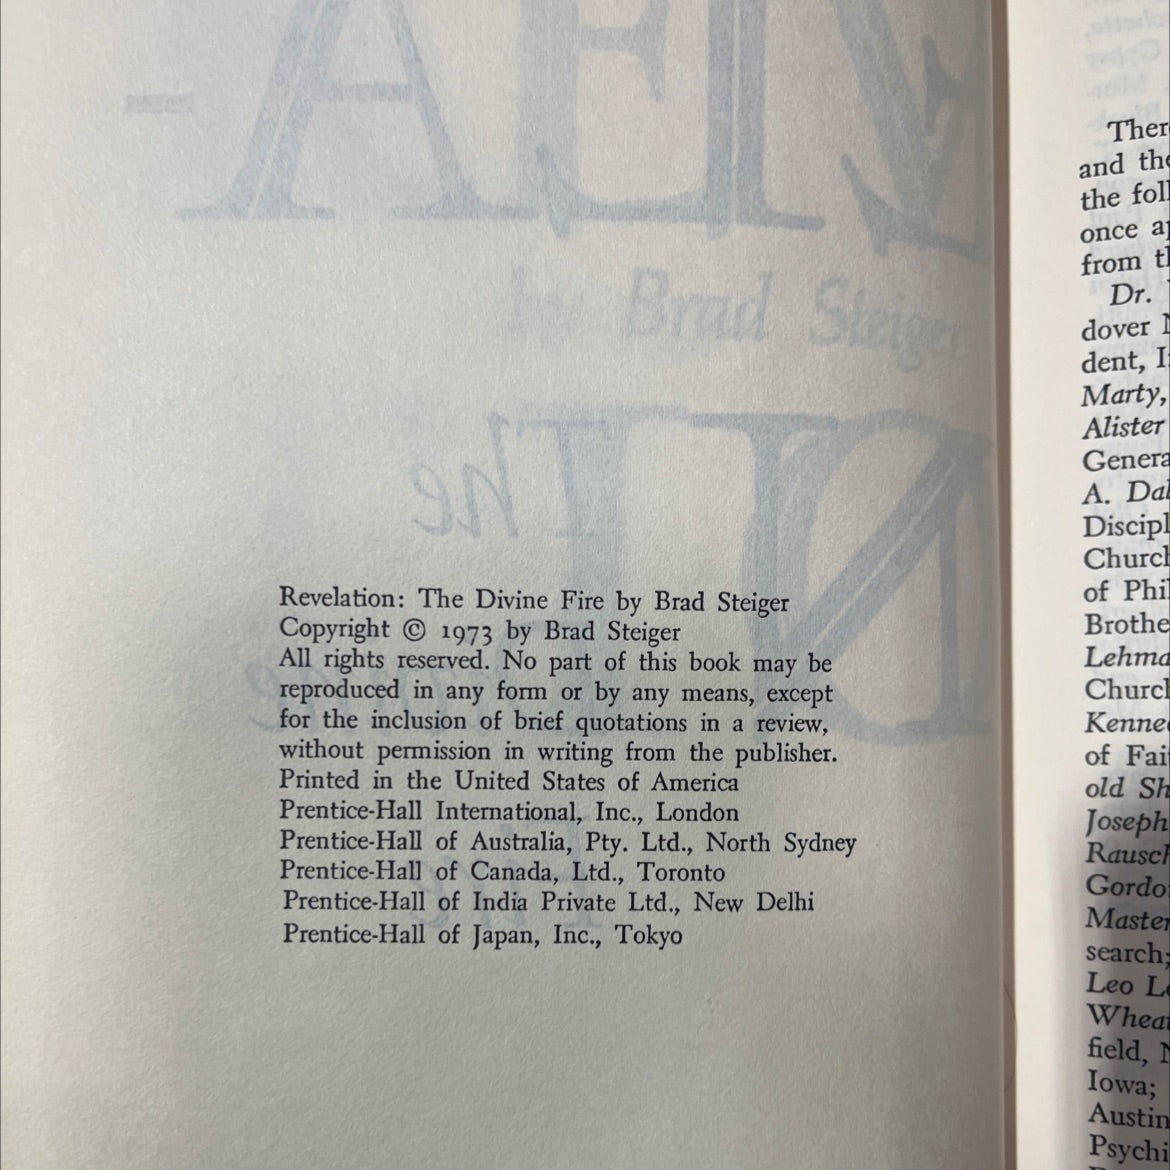 by Brad Steiger
The
Revelation: The Divine Fire by Brad Steiger
Copyright © 1973 by Brad Steiger
All rights reserved. No part of this book may be
reproduced in any form or by any means, except
for the inclusion of brief quotations in a review,
without permission in writing from the publisher.
Printed in the United States of America
Prentice-Hall International, Inc., London
Prentice-Hall of Australia, Pty. Ltd., North Sydney
Prentice-Hall of Canada, Ltd., Toronto
Prentice-Hall of India Private Ltd., New Delhi
Prentice-Hall of Japan, Inc., Tokyo
Ther
and the
the foll
once a
from t
Dr.
dover
dent, I
Marty,
Alister
Genera
A. Dal
Discipl
Church
of Phil
Brothe
Lehma
Church
Kenned
of Fai
old Sh
Joseph
Rausch
Gordo
Master
search;
Leo L
Wheat
field, N
Iowa;
Austin
Psychi